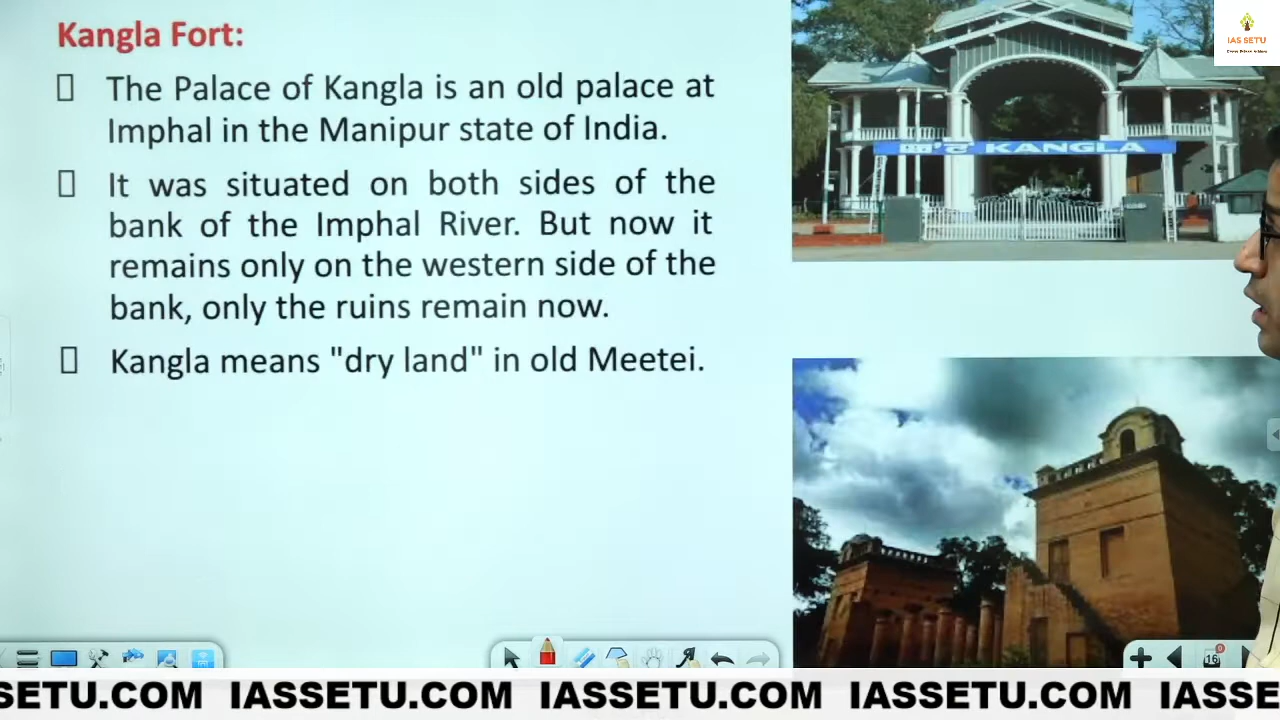 Kangla Fort:
The Palace of Kangla is an old palace at
Imphal in the Manipur state of India.
It was situated on both sides of the
bank of the Imphal River. But now it
remains only on the western side of the
bank, only the ruins remain now.
Kangla means "dry land" in old Meetei.
KANGLA
IAS SETU
16
SETU.COM IASSETU.COM IASSETU.COM IASSETU.COM IASSE